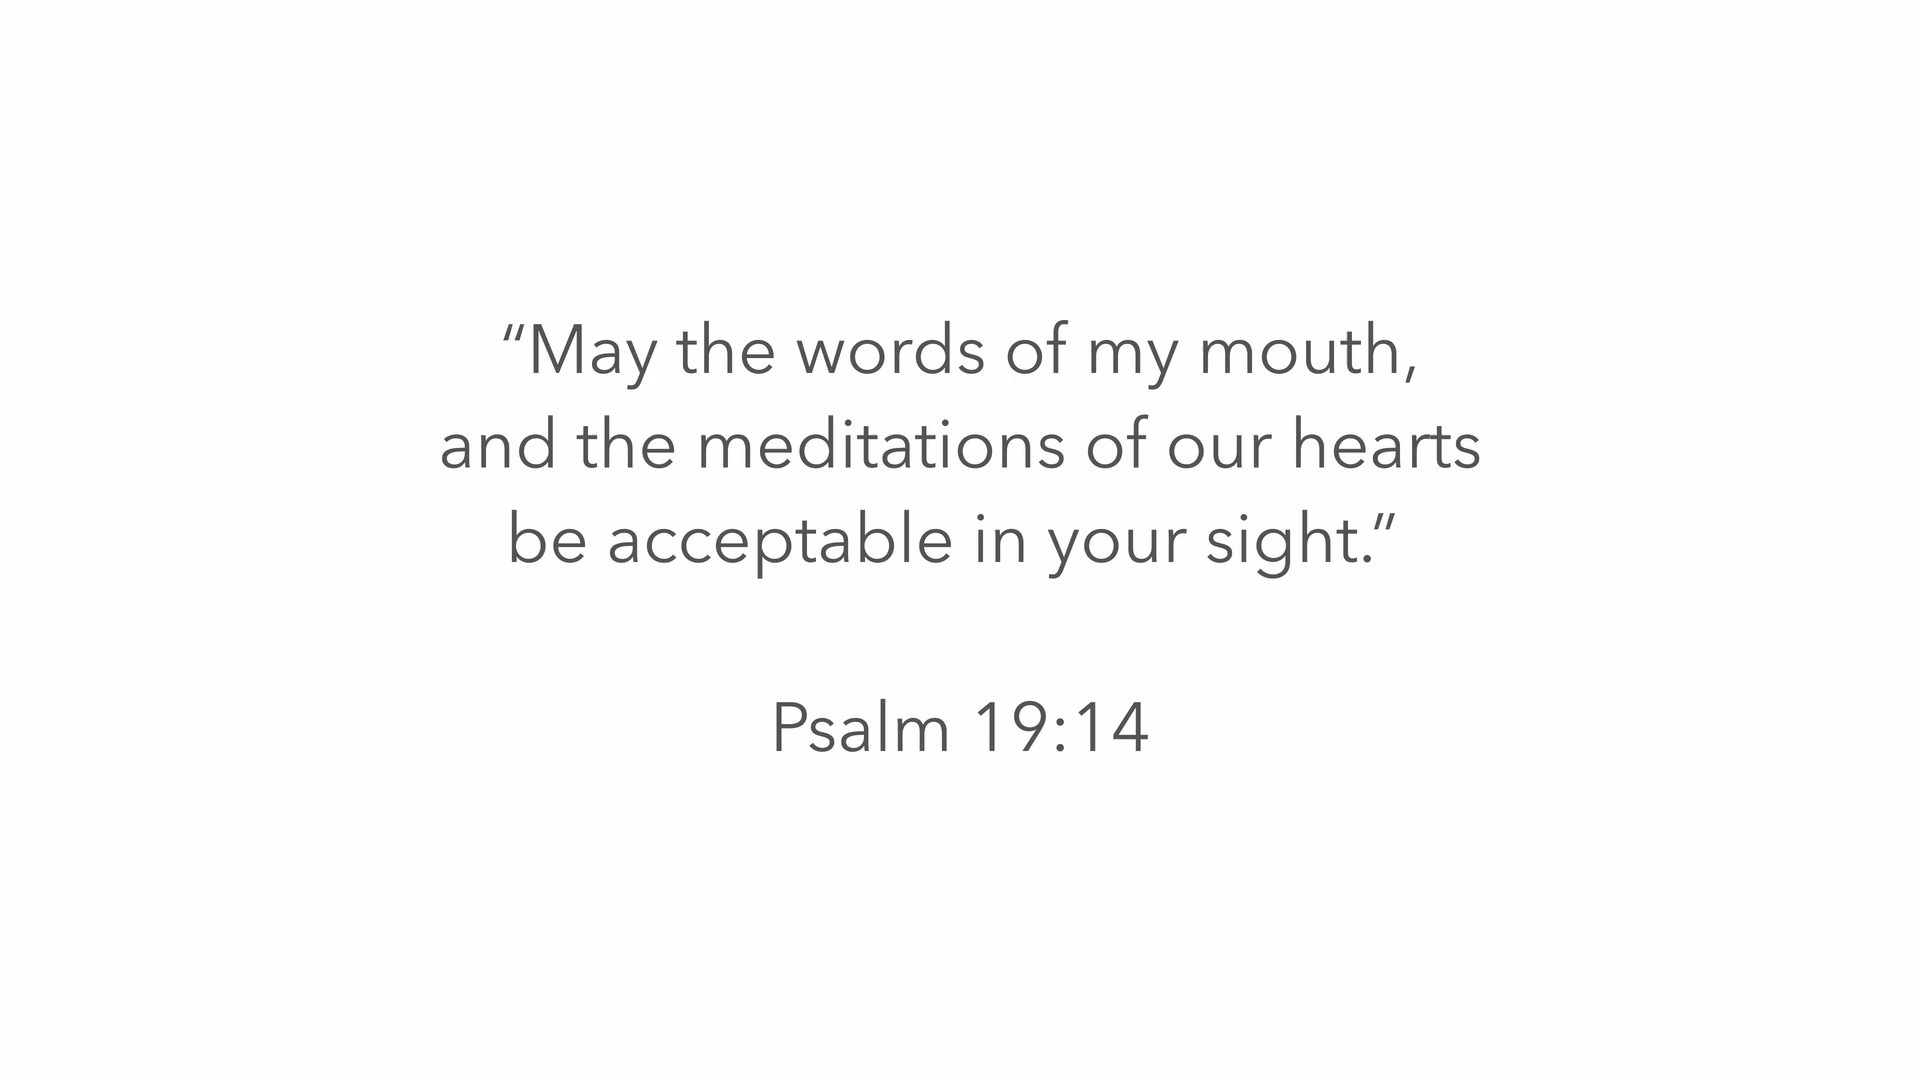 “May the words of my mouth,
and the meditations of our hearts
be acceptable in your sight.”
Psalm 19:14